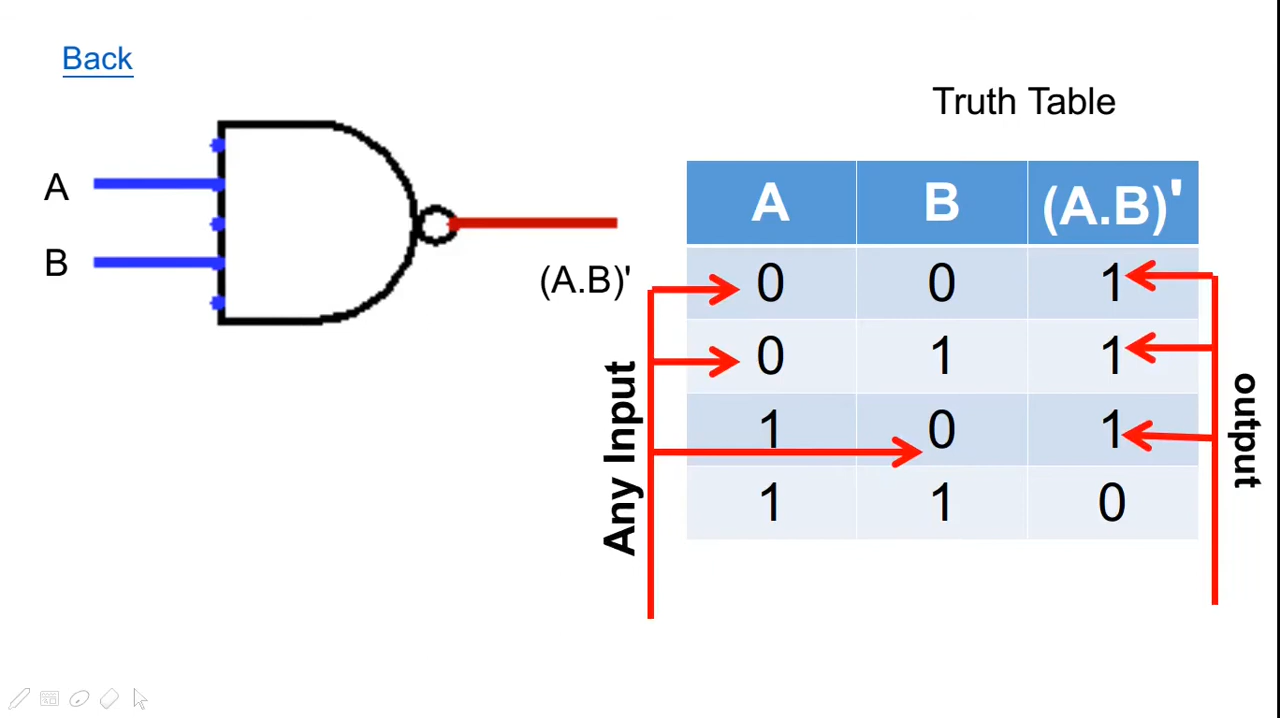 Back
Truth Table
A
B
(A.B)'
A B (A.B)'
0 0 1
0 1 1
1 0 1
1 1 0
Any Input
output